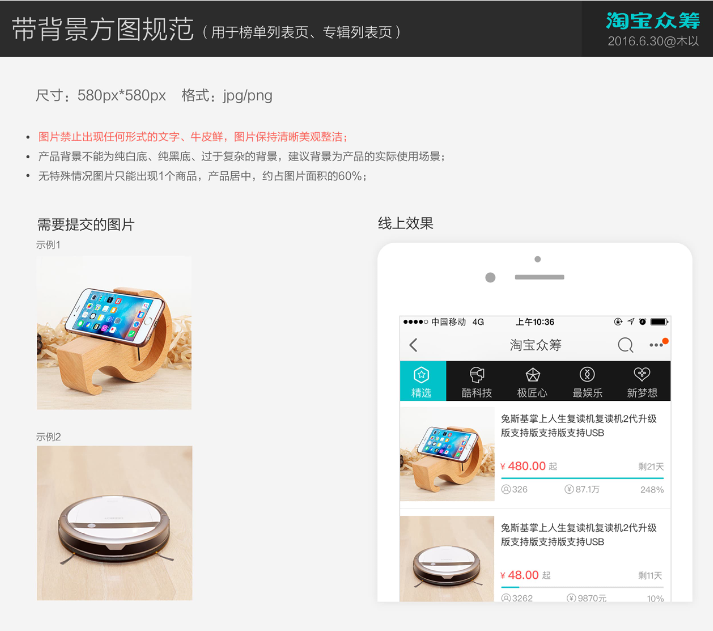 带背景方图规范（用于榜单列表页、专辑列表页）
淘宝众筹
2016.6.30@木以
尺寸：580px*580px 格式：jpg/png
• 图片禁止出现任何形式的文字、牛皮鲜，图片保持清晰美观整洁；
• 产品背景不能为纯白底、纯黑底、过于复杂的背景，建议背景为产品的实际使用场景；
• 无特殊情况图片只能出现1个商品，产品居中，约占图片面积的60%；
需要提交的图片
示例1
示例2
线上效果
中国移动 4G 上午10:36
淘宝众筹
精选 酷科技 极匠心 最娱乐 新梦想
兔斯基掌上人生复读机复读机2代升级
版支持版支持版支持USB
¥ 480.00 起 剩21天
326 87.1万 248%
兔斯基掌上人生复读机复读机2代升级
版支持版支持版支持USB
¥ 48.00 起 剩11天
3262 9870元 10%